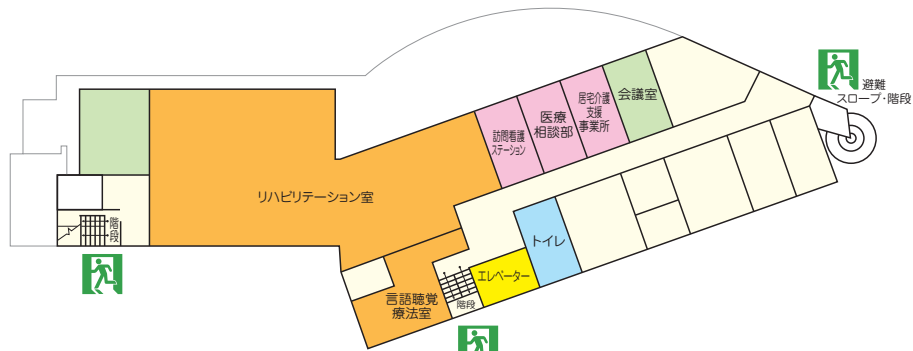 避難
スロープ・階段
会議室
居宅介護
支援
事業所
医療
相談部
訪問看護
ステーション
リハビリテーション室
階
段
トイレ
エレベーター
階段
言語聴覚
療法室